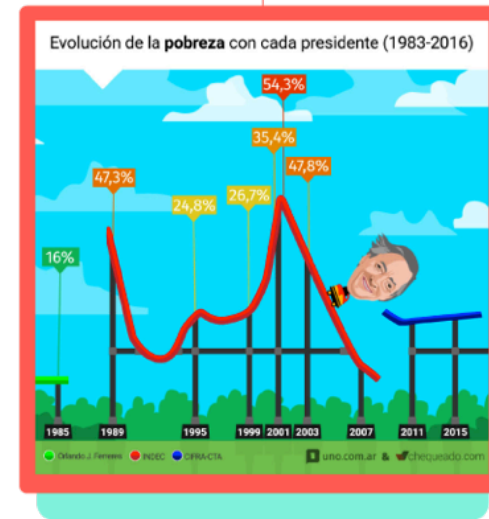 Evolución de la pobreza con cada presidente (1983-2016)
54,3%
35,4%
47,3%
47,8%
26,7%
24,8%
16%
1985 1989 1995 1999 2001 2003 2007 2011 2015
Orlando J. Ferreres INDEC CIFRA-CTA uno.com.ar & chequeado.com